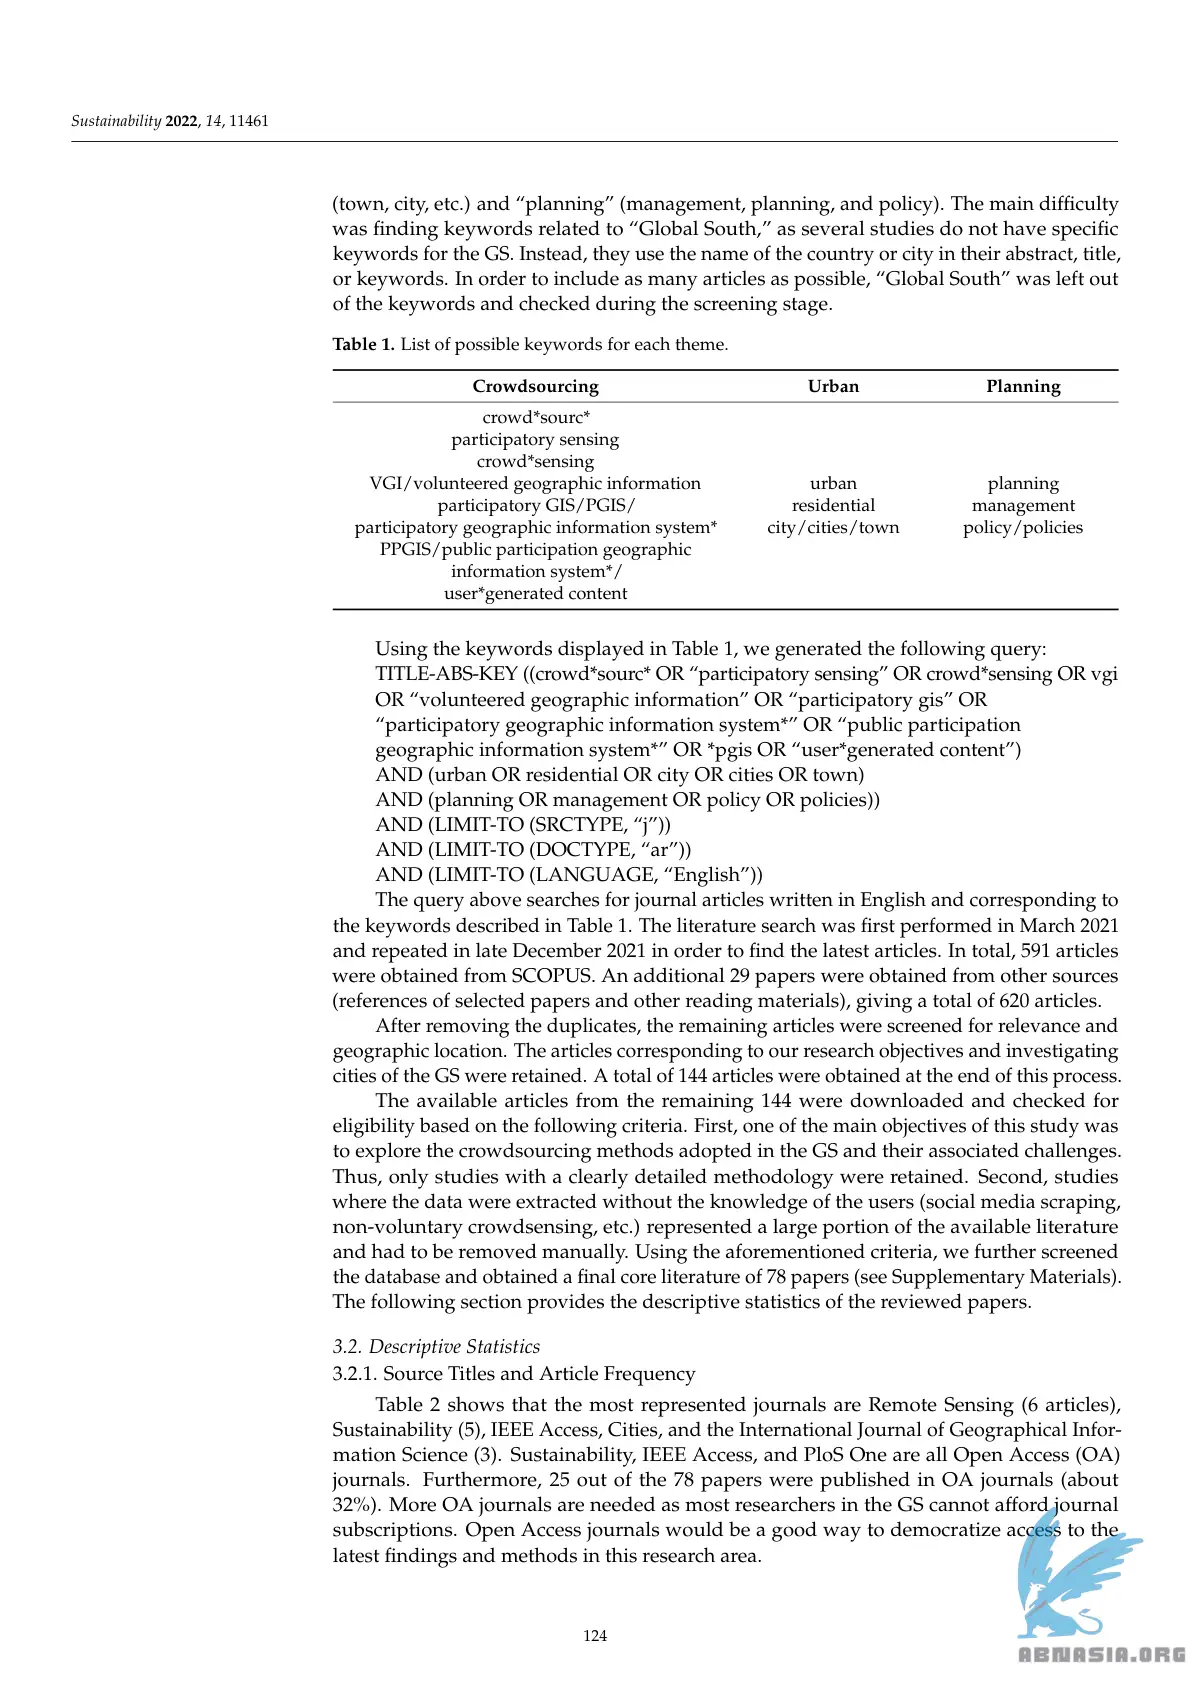 Sustainability 2022, 14, 11461
(town, city, etc.) and “planning” (management, planning, and policy). The main difficulty
was finding keywords related to “Global South,” as several studies do not have specific
keywords for the GS. Instead, they use the name of the country or city in their abstract, title,
or keywords. In order to include as many articles as possible, “Global South” was left out
of the keywords and checked during the screening stage.
Table 1. List of possible keywords for each theme.
Crowdsourcing Urban Planning
crowd*sourc*
participatory sensing
crowd*sensing
VGI/volunteered geographic information urban planning
participatory GIS/PGIS/ residential management
participatory geographic information system* city/cities/town policy/policies
PPGIS/public participation geographic
information system*/
user*generated content
Using the keywords displayed in Table 1, we generated the following query:
TITLE-ABS-KEY ((crowd*sourc* OR “participatory sensing” OR crowd*sensing OR vgi
OR “volunteered geographic information” OR “participatory gis” OR
“participatory geographic information system*” OR “public participation
geographic information system*” OR *pgis OR “user*generated content”)
AND (urban OR residential OR city OR cities OR town)
AND (planning OR management OR policy OR policies))
AND (LIMIT-TO (SRCTYPE, “j”))
AND (LIMIT-TO (DOCTYPE, “ar”))
AND (LIMIT-TO (LANGUAGE, “English”))
The query above searches for journal articles written in English and corresponding to
the keywords described in Table 1. The literature search was first performed in March 2021
and repeated in late December 2021 in order to find the latest articles. In total, 591 articles
were obtained from SCOPUS. An additional 29 papers were obtained from other sources
(references of selected papers and other reading materials), giving a total of 620 articles.
After removing the duplicates, the remaining articles were screened for relevance and
geographic location. The articles corresponding to our research objectives and investigating
cities of the GS were retained. A total of 144 articles were obtained at the end of this process.
The available articles from the remaining 144 were downloaded and checked for
eligibility based on the following criteria. First, one of the main objectives of this study was
to explore the crowdsourcing methods adopted in the GS and their associated challenges.
Thus, only studies with a clearly detailed methodology were retained. Second, studies
where the data were extracted without the knowledge of the users (social media scraping,
non-voluntary crowdsensing, etc.) represented a large portion of the available literature
and had to be removed manually. Using the aforementioned criteria, we further screened
the database and obtained a final core literature of 78 papers (see Supplementary Materials).
The following section provides the descriptive statistics of the reviewed papers.
3.2. Descriptive Statistics
3.2.1. Source Titles and Article Frequency
Table 2 shows that the most represented journals are Remote Sensing (6 articles),
Sustainability (5), IEEE Access, Cities, and the International Journal of Geographical Infor-
mation Science (3). Sustainability, IEEE Access, and PloS One are all Open Access (OA)
journals. Furthermore, 25 out of the 78 papers were published in OA journals (about
32%). More OA journals are needed as most researchers in the GS cannot afford journal
subscriptions. Open Access journals would be a good way to democratize access to the
latest findings and methods in this research area.
124
ABNASIA.ORG